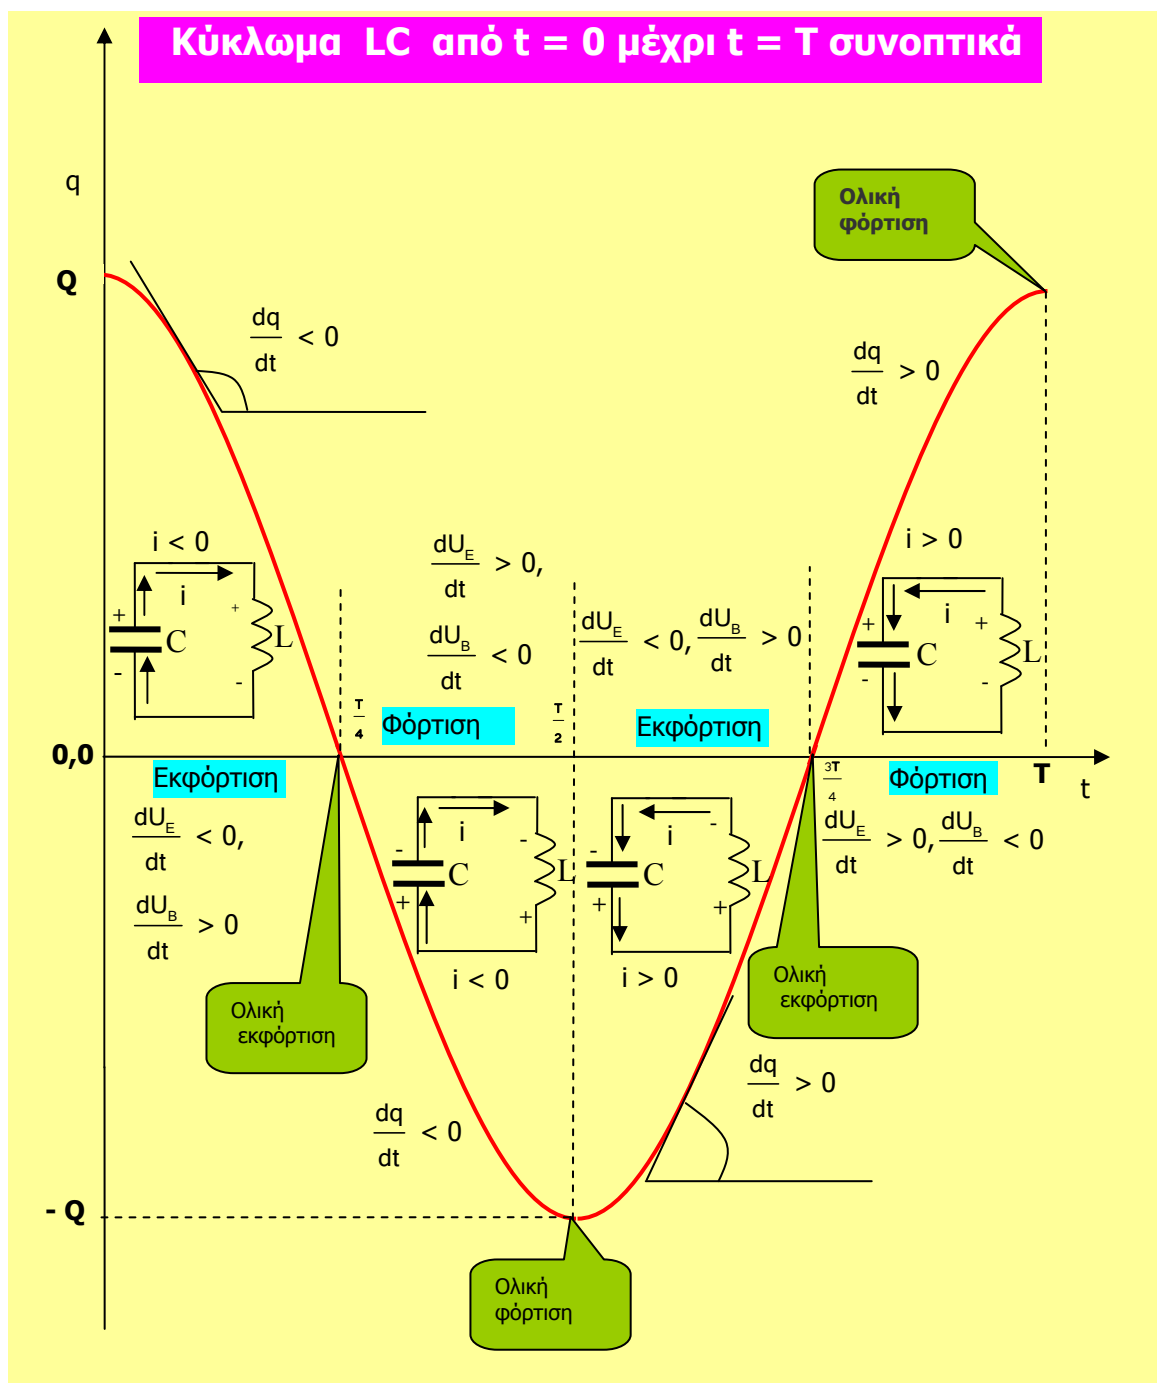 Κύκλωμα LC από t = 0 μέχρι t = T συνοπτικά
q
Ολική
φόρτιση
Q
dq
dt
< 0
dq
dt
> 0
i < 0
i
+
-
C
+
-
L
dU_E
dt
> 0,
dU_B
dt
< 0
dU_E
dt
< 0,
dU_B
dt
> 0
i > 0
i
+
-
C
+
-
L
T
4
Φόρτιση
T
2
Εκφόρτιση
0,0
Εκφόρτιση
3T
4
Φόρτιση
T
t
dU_E
dt
< 0,
dU_B
dt
> 0
i
-
+
C
-
+
L
i < 0
i
-
+
C
-
+
L
i > 0
dU_E
dt
> 0,
dU_B
dt
< 0
Ολική
εκφόρτιση
Ολική
εκφόρτιση
dq
dt
< 0
dq
dt
> 0
- Q
Ολική
φόρτιση